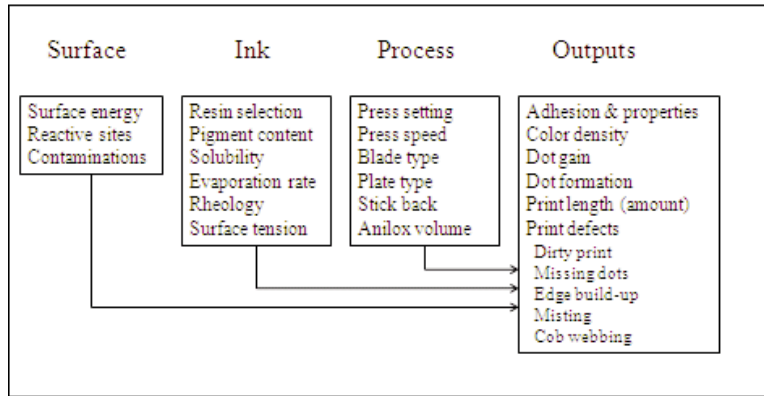 Surface
Ink
Process
Outputs
Surface energy
Reactive sites
Contaminations
Resin selection
Pigment content
Solubility
Evaporation rate
Rheology
Surface tension
Press setting
Press speed
Blade type
Plate type
Stick back
Anilox volume
Adhesion & properties
Color density
Dot gain
Dot formation
Print length (amount)
Print defects
Dirty print
Missing dots
Edge build-up
Misting
Cob webbing